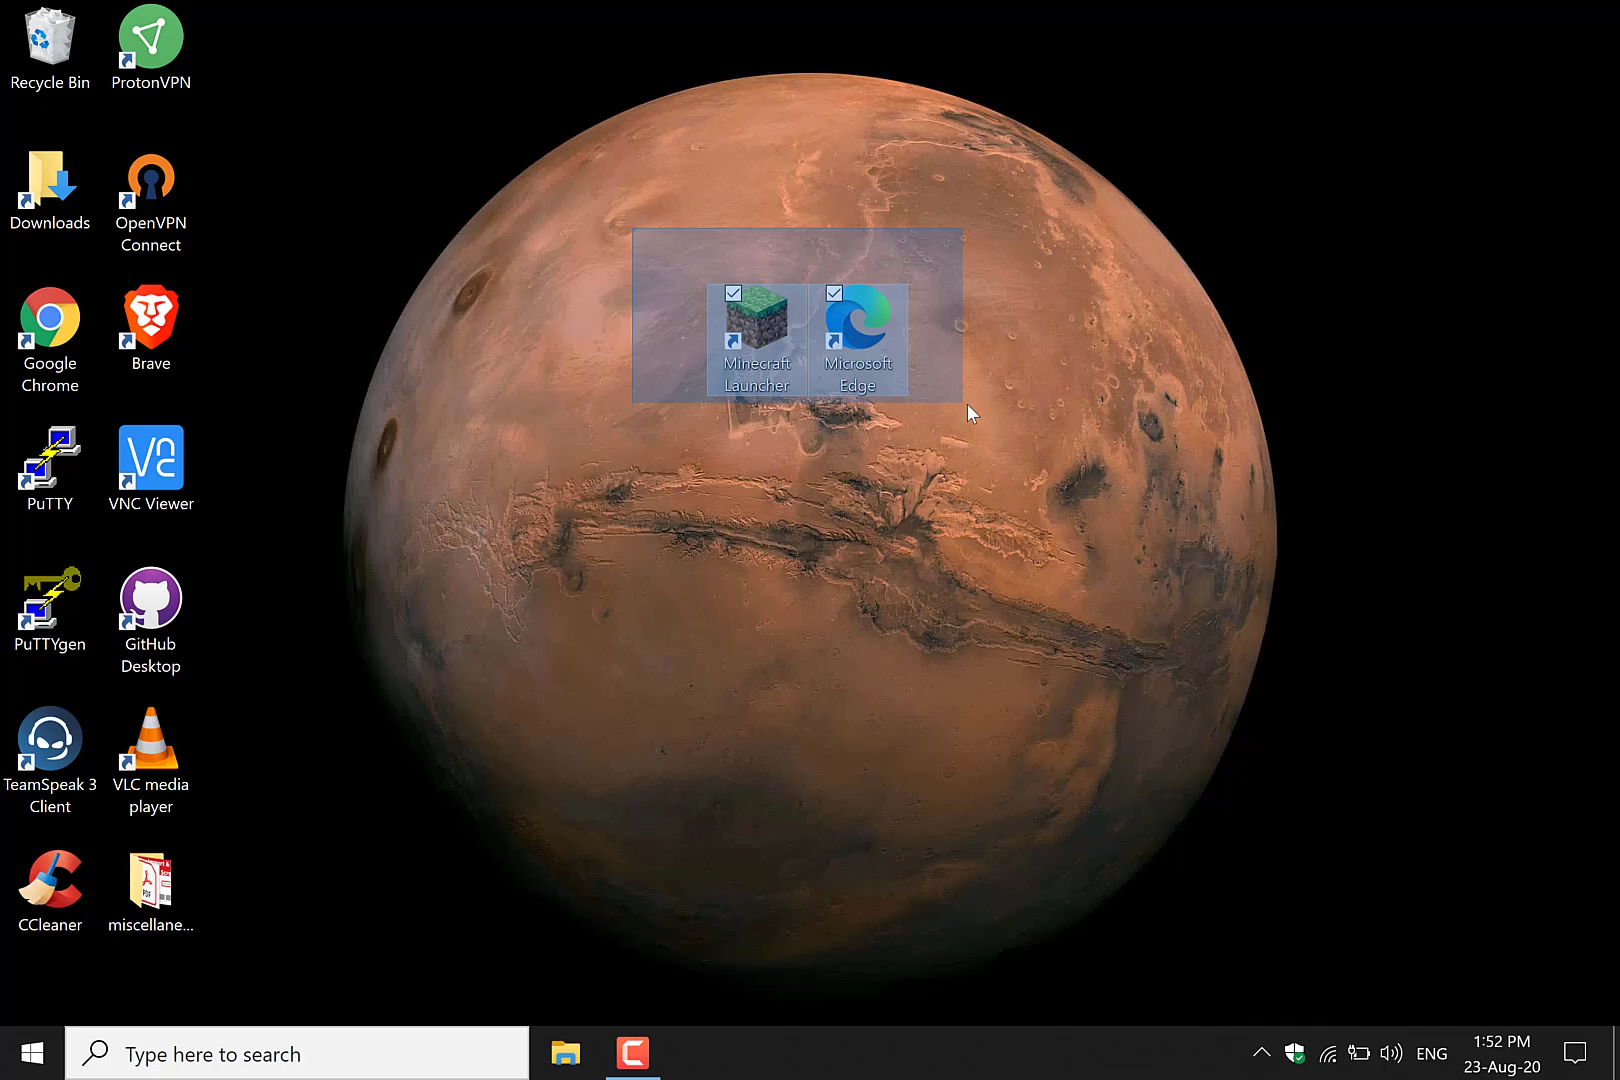 Recycle Bin
ProtonVPN
Downloads
OpenVPN
Connect
Google
Chrome
Brave
Minecraft
Launcher
Microsoft
Edge
PuTTY
VNC Viewer
PuTTYgen
GitHub
Desktop
TeamSpeak 3
Client
VLC media
player
CCleaner
miscellane...
Type here to search
ENG
1:52 PM
23-Aug-20